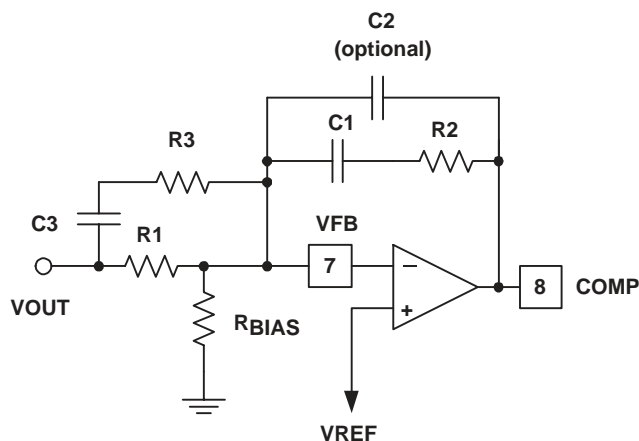 C2
(optional)
C1
R2
R3
C3
R1
VFB
7
8
COMP
VOUT
RBIAS
VREF